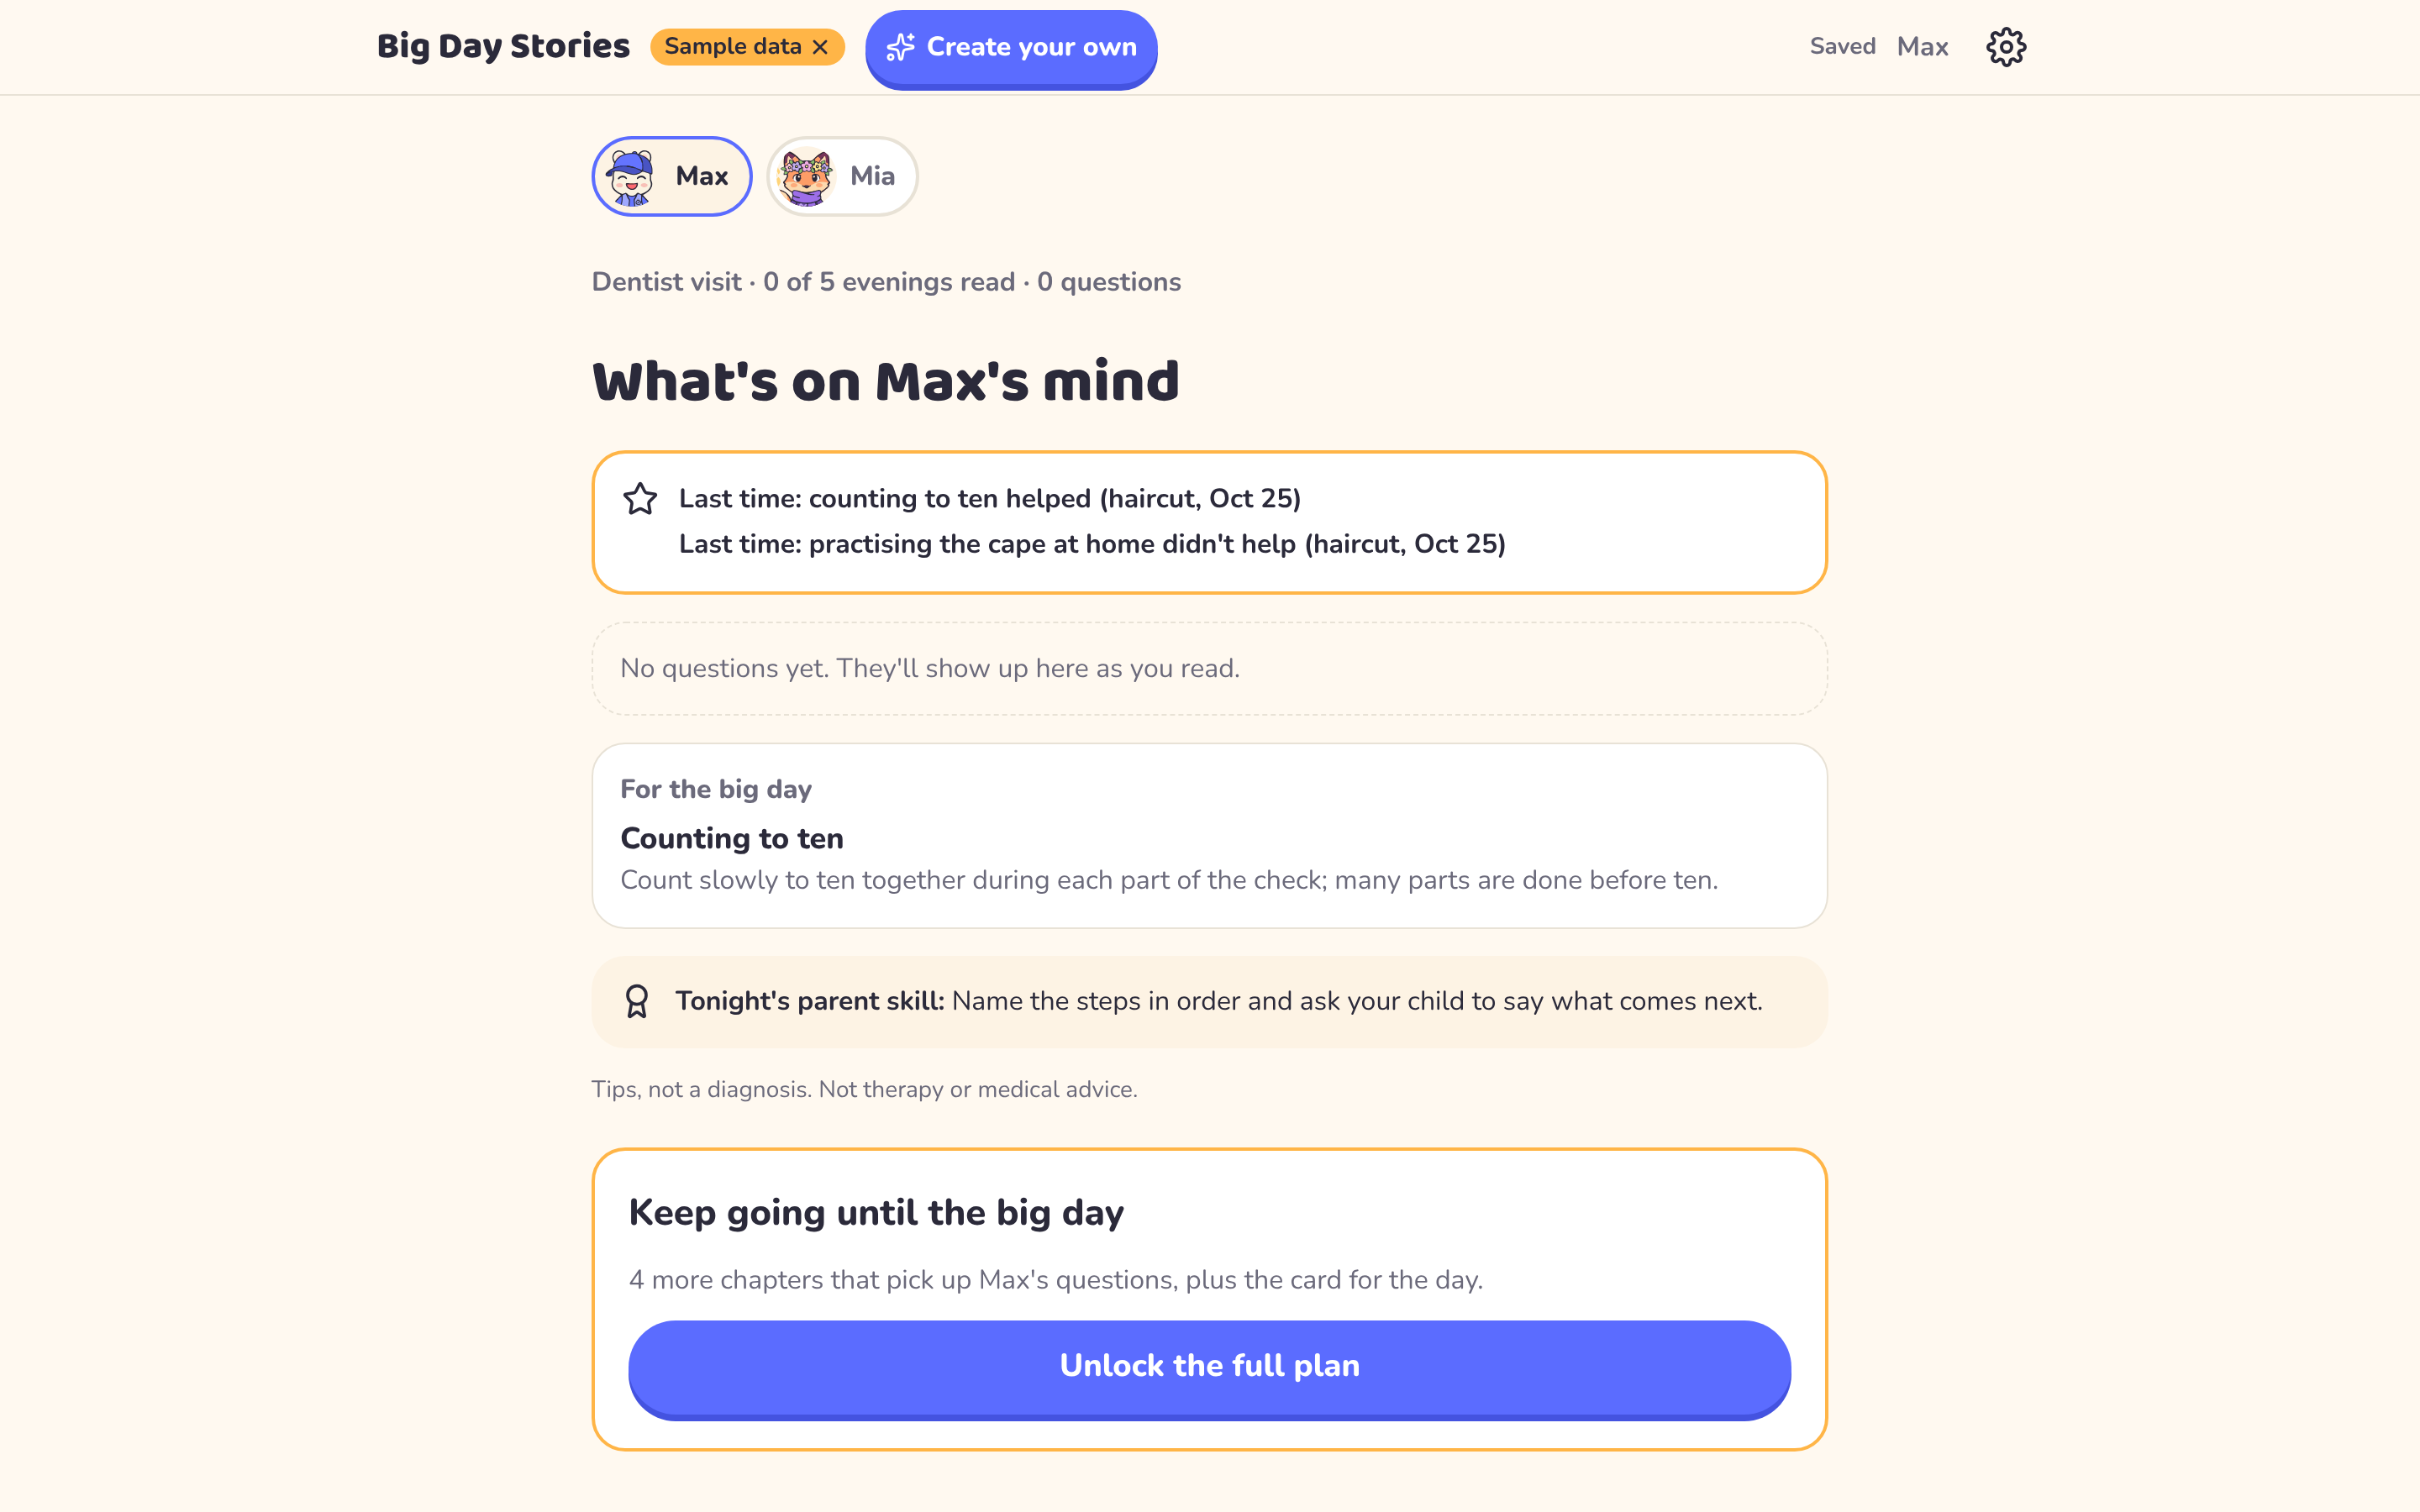 Big Day Stories
Sample data
Create your own
Saved
Max
Max
Mia
Dentist visit · 0 of 5 evenings read · 0 questions
What's on Max's mind
Last time: counting to ten helped (haircut, Oct 25)
Last time: practising the cape at home didn't help (haircut, Oct 25)
No questions yet. They'll show up here as you read.
For the big day
Counting to ten
Count slowly to ten together during each part of the check; many parts are done before ten.
Tonight's parent skill: Name the steps in order and ask your child to say what comes next.
Tips, not a diagnosis. Not therapy or medical advice.
Keep going until the big day
4 more chapters that pick up Max's questions, plus the card for the day.
Unlock the full plan